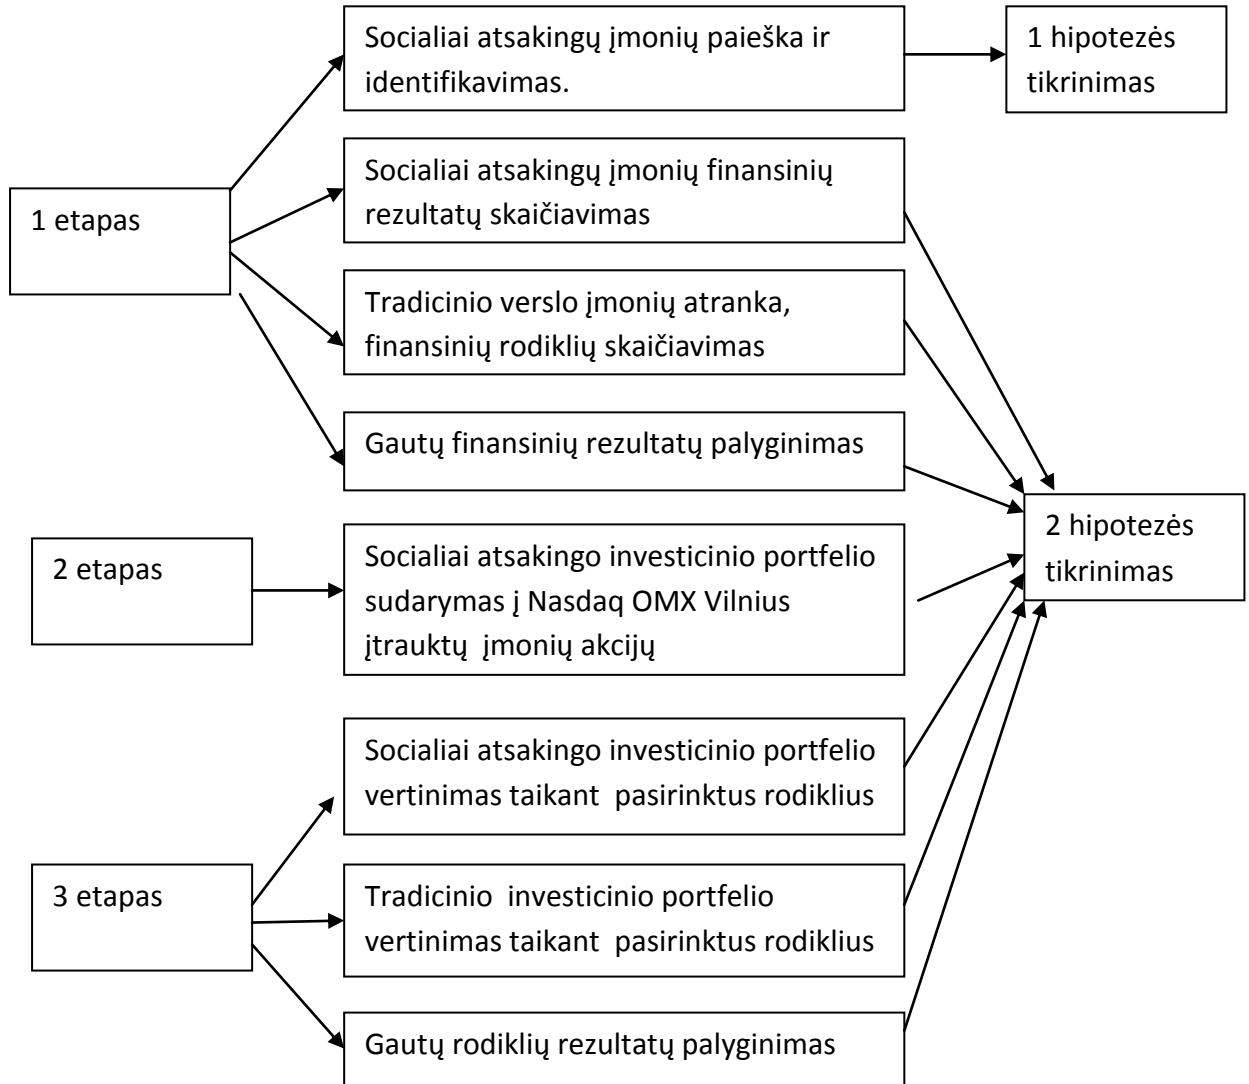 Socialiai atsakingų įmonių paieška ir
identifikavimas.
1 hipotezės
tikrinimas
Socialiai atsakingų įmonių finansinių
rezultatų skaičiavimas
1 etapas
Tradicinio verslo įmonių atranka,
finansinių rodiklių skaičiavimas
Gautų finansinių rezultatų palyginimas
2 hipotezės
tikrinimas
2 etapas
Socialiai atsakingo investicinio portfelio
sudarymas į Nasdaq OMX Vilnius
įtrauktų  įmonių akcijų
Socialiai atsakingo investicinio portfelio
vertinimas taikant  pasirinktus rodiklius
3 etapas
Tradicinio  investicinio portfelio
vertinimas taikant  pasirinktus rodiklius
Gautų rodiklių rezultatų palyginimas